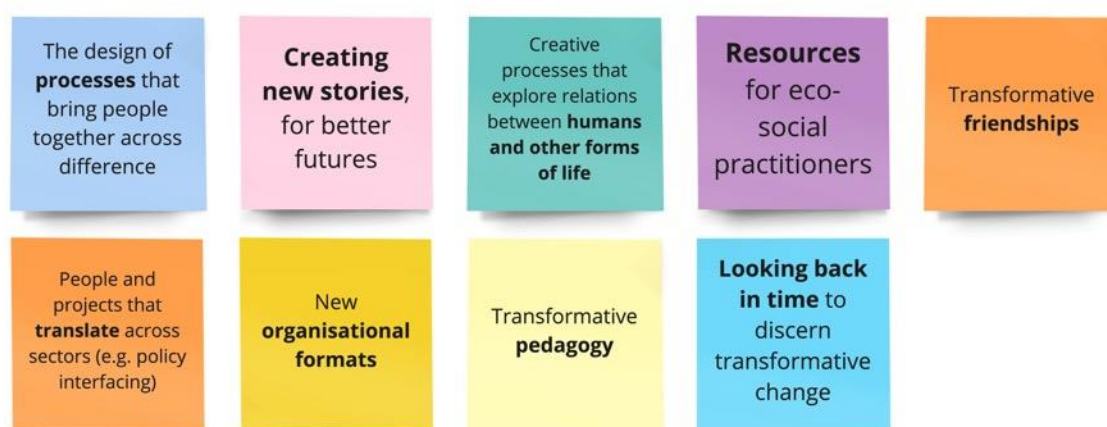 The design of
processes that
bring people
together across
difference
Creating
new stories,
for better
futures
Creative
processes that
explore relations
between humans
and other forms
of life
Resources
for eco-
social
practitioners
Transformative
friendships
People and
projects that
translate across
sectors (e.g. policy
interfacing)
New
organisational
formats
Transformative
pedagogy
Looking back
in time to
discern
transformative
change